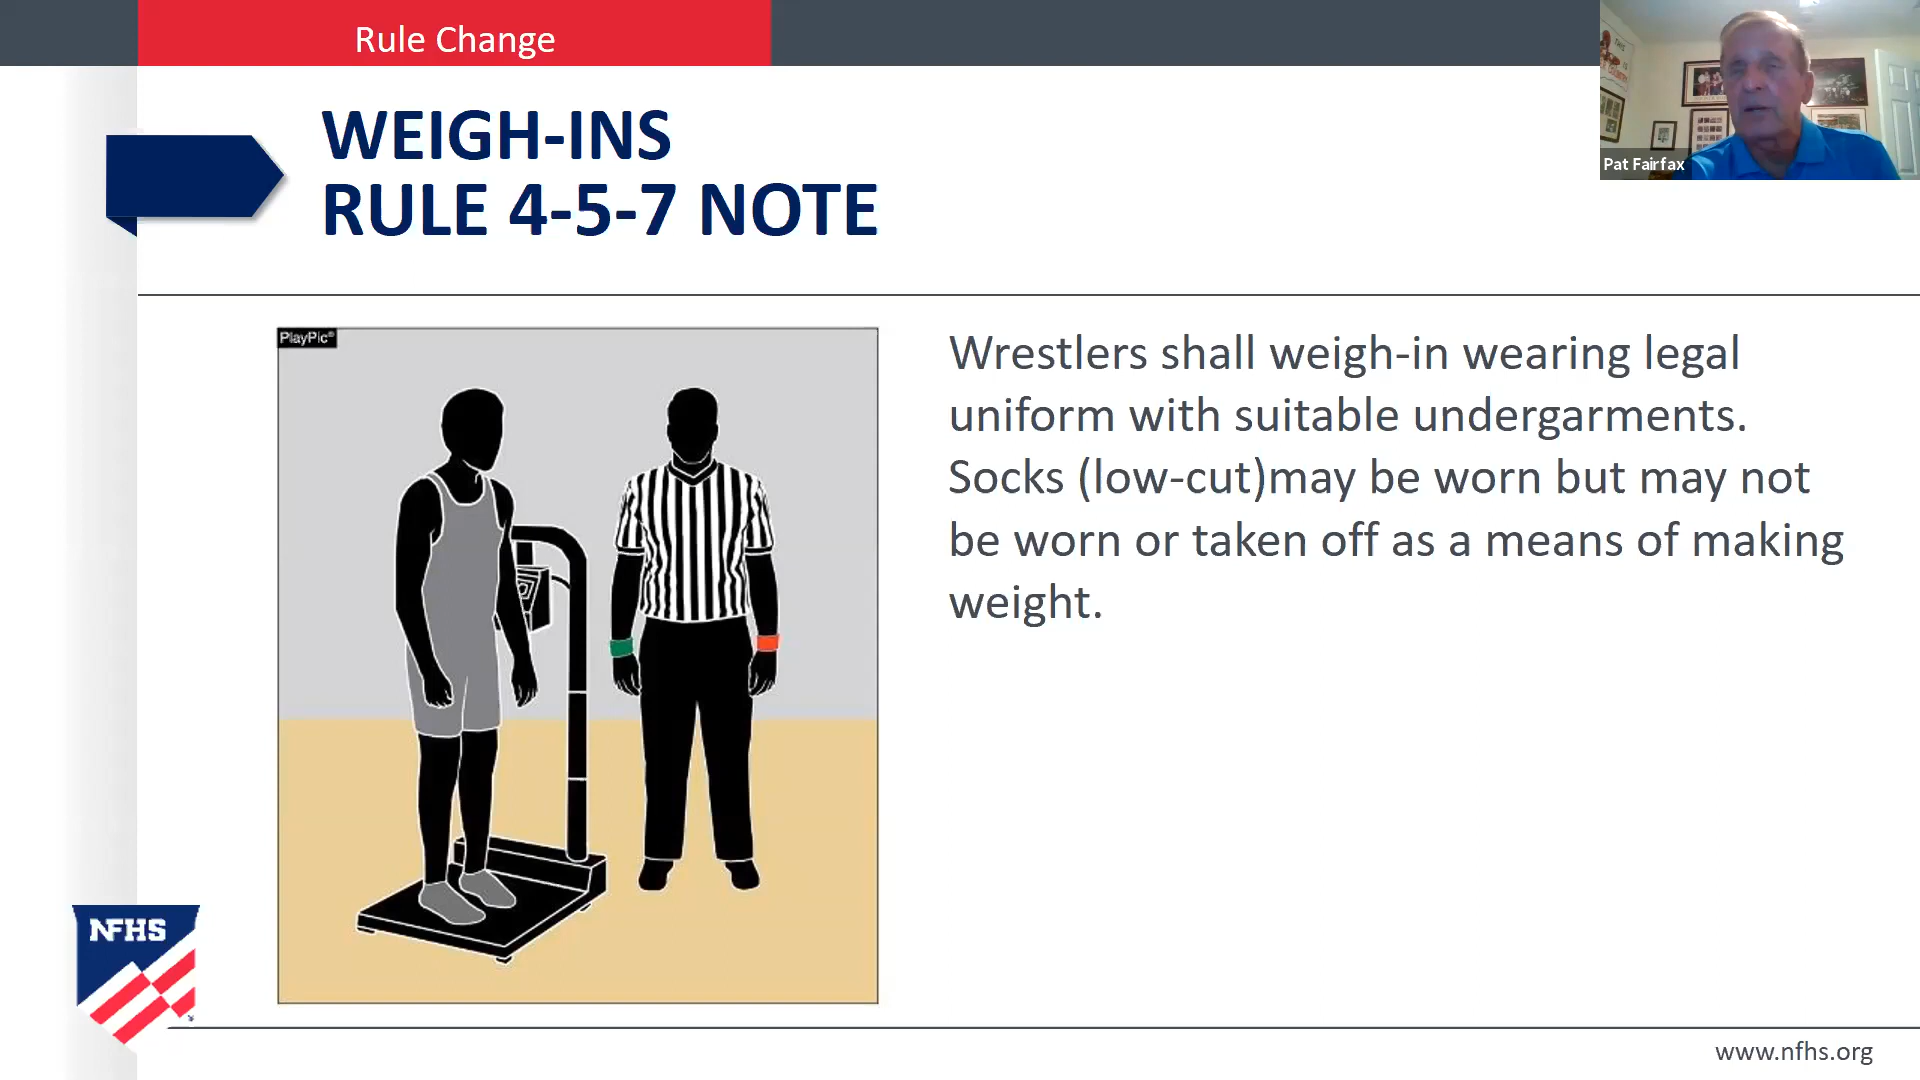 Rule Change
Pat Fairfax
WEIGH-INS
RULE 4-5-7 NOTE
PlayPic®
Wrestlers shall weigh-in wearing legal
uniform with suitable undergarments.
Socks (low-cut)may be worn but may not
be worn or taken off as a means of making
weight.
NFHS
www.nfhs.org